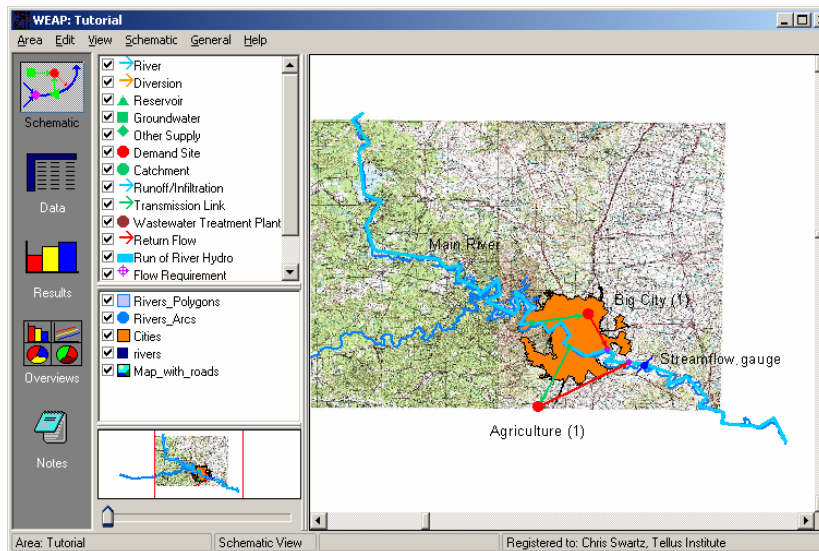 WEAP: Tutorial
Area Edit View Schematic General Help
Schematic
Data
Results
Overviews
Notes
River
Diversion
Reservoir
Groundwater
Other Supply
Demand Site
Catchment
Runoff/Infiltration
Transmission Link
Wastewater Treatment Plant
Return Flow
Run of River Hydro
Flow Requirement
Rivers_Polygons
Rivers_Arcs
Cities
rivers
Map_with_roads
Main River
Big City (1)
Streamflow.gauge
Agriculture (1)
Area: Tutorial
Schematic View
Registered to: Chris Swartz, Tellus Institute